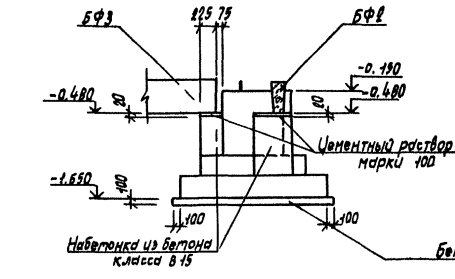 225 75
БФ3
БФ2
-0.190
-0.480
-0.480
20
20
Цементный раствор
марки 100
-1.650
100
100
100
Набетонка из бетона
класса В15